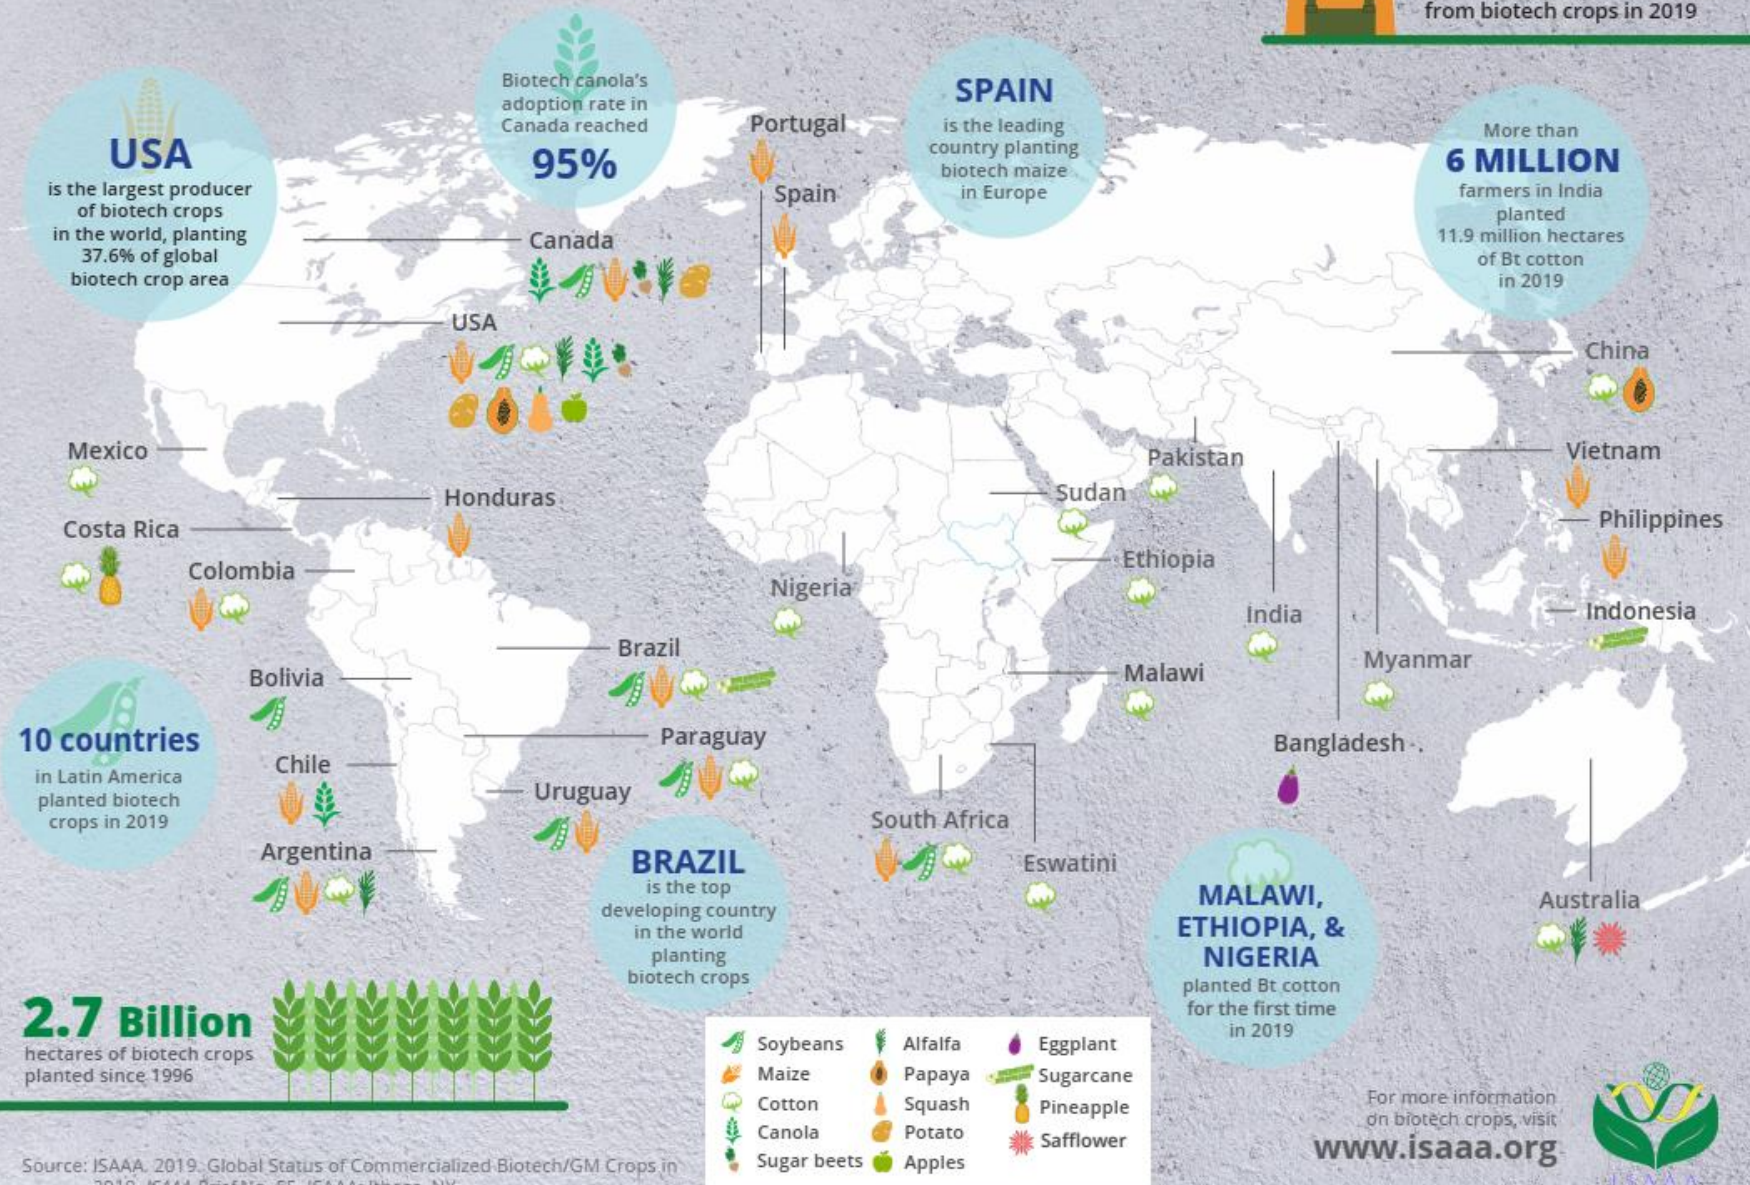 from biotech crops in 2019
USA
is the largest producer
of biotech crops
in the world, planting
37.6% of global
biotech crop area
Biotech canola's
adoption rate in
Canada reached
95%
SPAIN
is the leading
country planting
biotech maize
in Europe
More than
6 MILLION
farmers in India
planted
11.9 million hectares
of Bt cotton
in 2019
Portugal
Spain
Canada
USA
Mexico
Honduras
Costa Rica
Colombia
Brazil
Bolivia
Paraguay
Chile
Uruguay
Argentina
Nigeria
Sudan
Pakistan
Ethiopia
Malawi
South Africa
Eswatini
India
Myanmar
Bangladesh
China
Vietnam
Philippines
Indonesia
Australia
10 countries
in Latin America
planted biotech
crops in 2019
BRAZIL
is the top
developing country
in the world
planting
biotech crops
MALAWI,
ETHIOPIA, &
NIGERIA
planted Bt cotton
for the first time
in 2019
2.7 Billion
hectares of biotech crops
planted since 1996
Soybeans
Maize
Cotton
Canola
Sugar beets
Alfalfa
Papaya
Squash
Potato
Apples
Eggplant
Sugarcane
Pineapple
Safflower
For more information
on biotech crops, visit
www.isaaa.org
Source: ISAAA. 2019. Global Status of Commercialized Biotech/GM Crops in